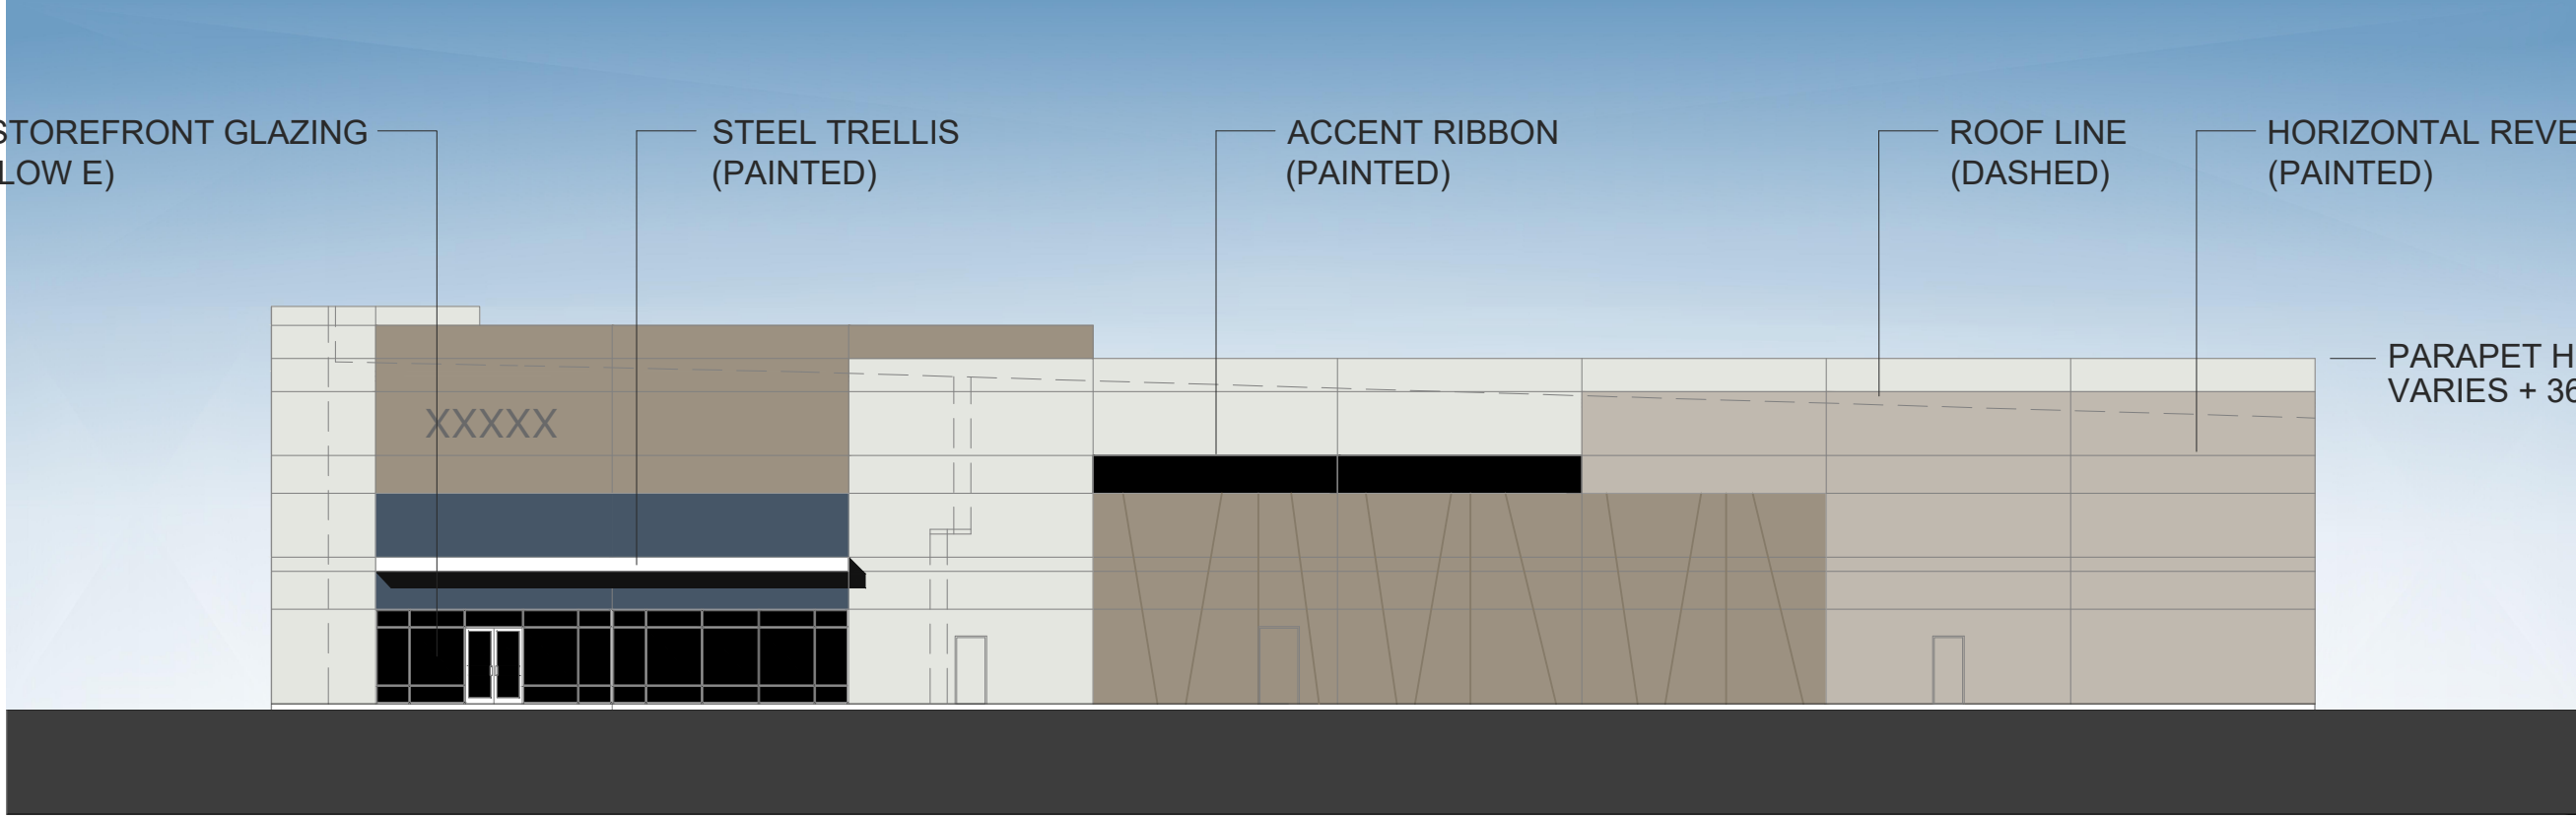 STOREFRONT GLAZING
LOW E)
STEEL TRELLIS
(PAINTED)
ACCENT RIBBON
(PAINTED)
ROOF LINE
(DASHED)
HORIZONTAL REVE
(PAINTED)
PARAPET H
VARIES + 36
XXXXX